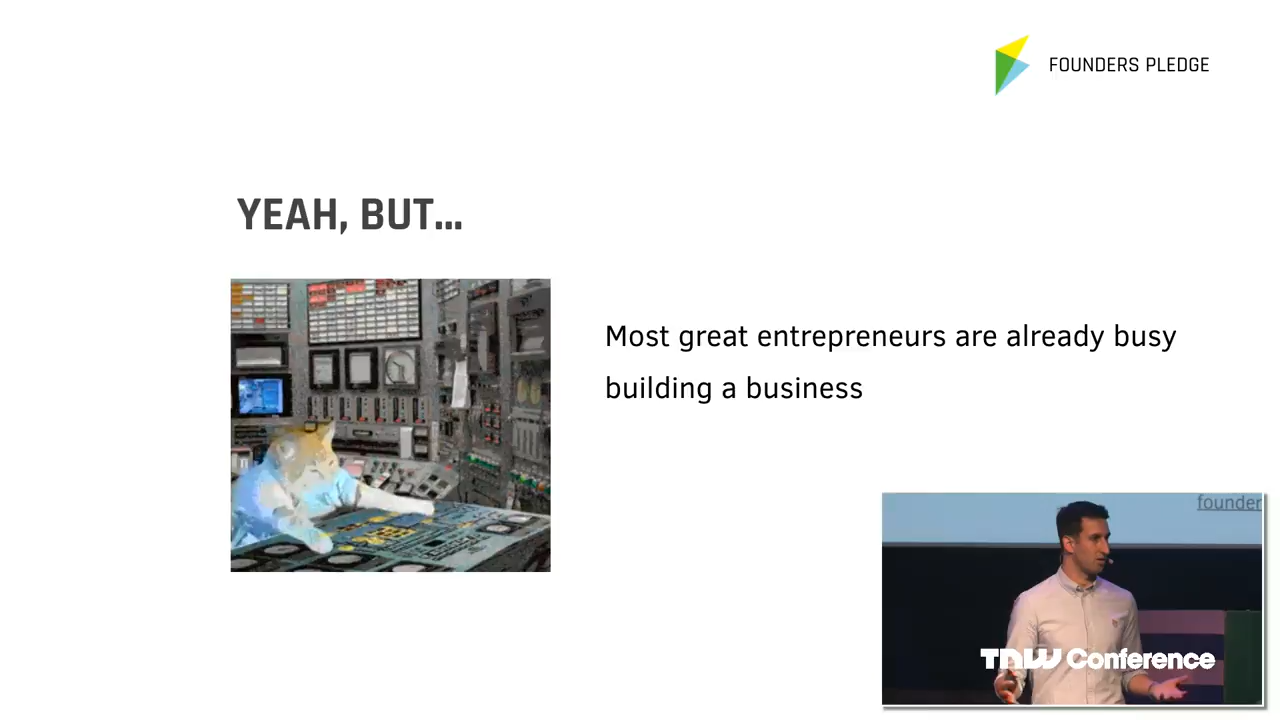 FOUNDERS PLEDGE
YEAH, BUT...
Most great entrepreneurs are already busy
building a business
founder
TNW Conference